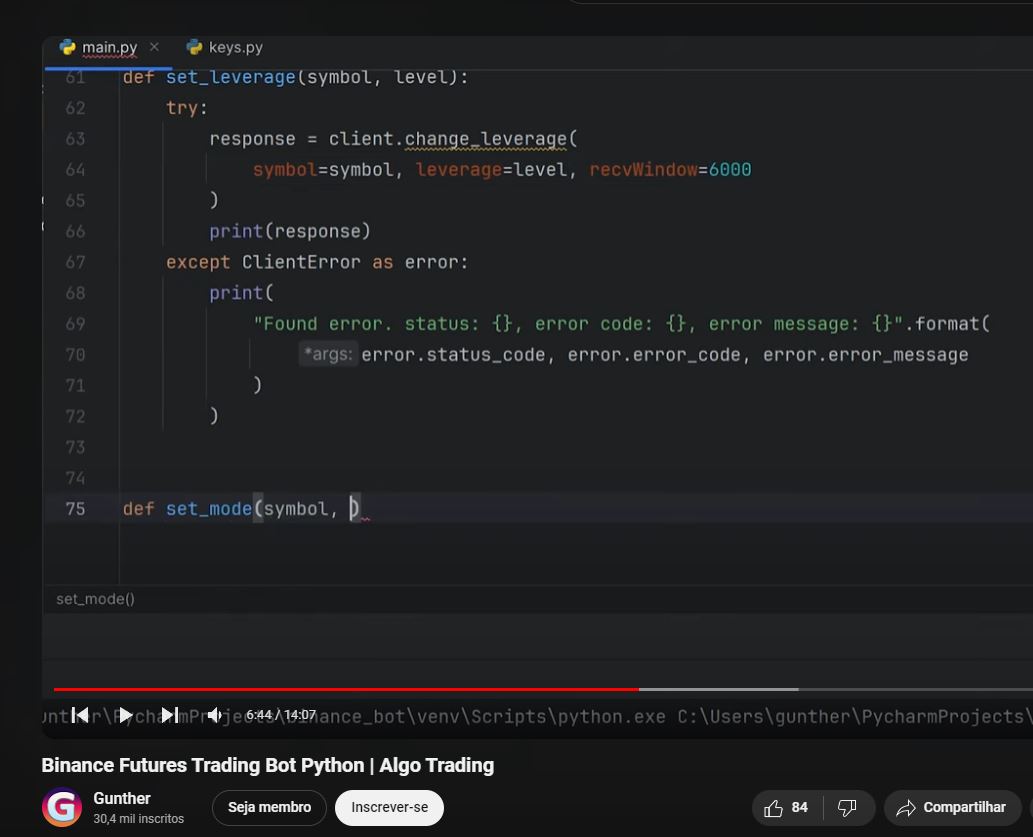 main.py × keys.py
61 def set_leverage(symbol, level):
62 try:
63 response = client.change_leverage(
64 symbol=symbol, leverage=level, recvWindow=6000
65 )
66 print(response)
67 except ClientError as error:
68 print(
69 "Found error. status: {}, error code: {}, error message: {}".format(
70 *args: error.status_code, error.error_code, error.error_message
71 )
72 )
73
74
75 def set_mode(symbol, )
set_mode()
6:44 / 14:07
\venv\Scripts\python.exe C:\Users\gunther\PycharmProjects\
Binance Futures Trading Bot Python | Algo Trading
Gunther
30,4 mil inscritos
Seja membro
Inscrever-se
84
Compartilhar